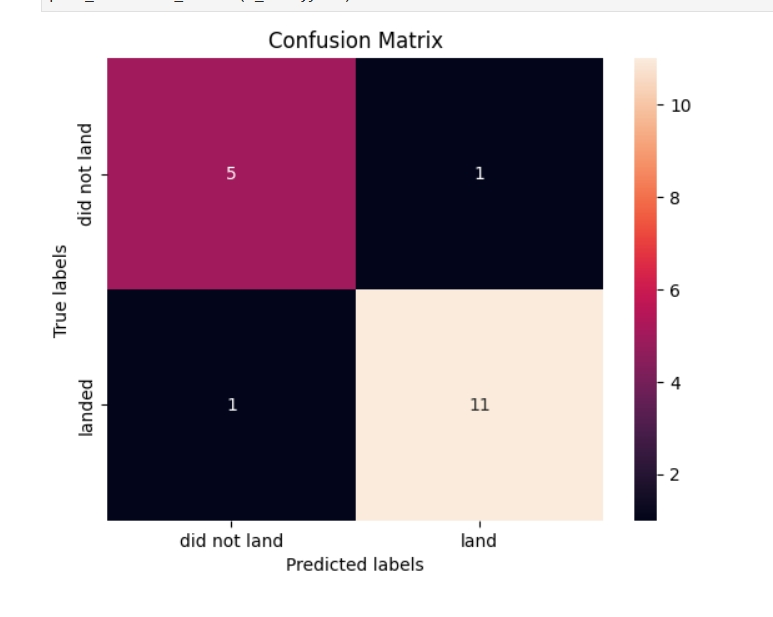 Confusion Matrix
did not land
5
1
10
8
6
4
2
True labels
landed
1
11
did not land
land
Predicted labels